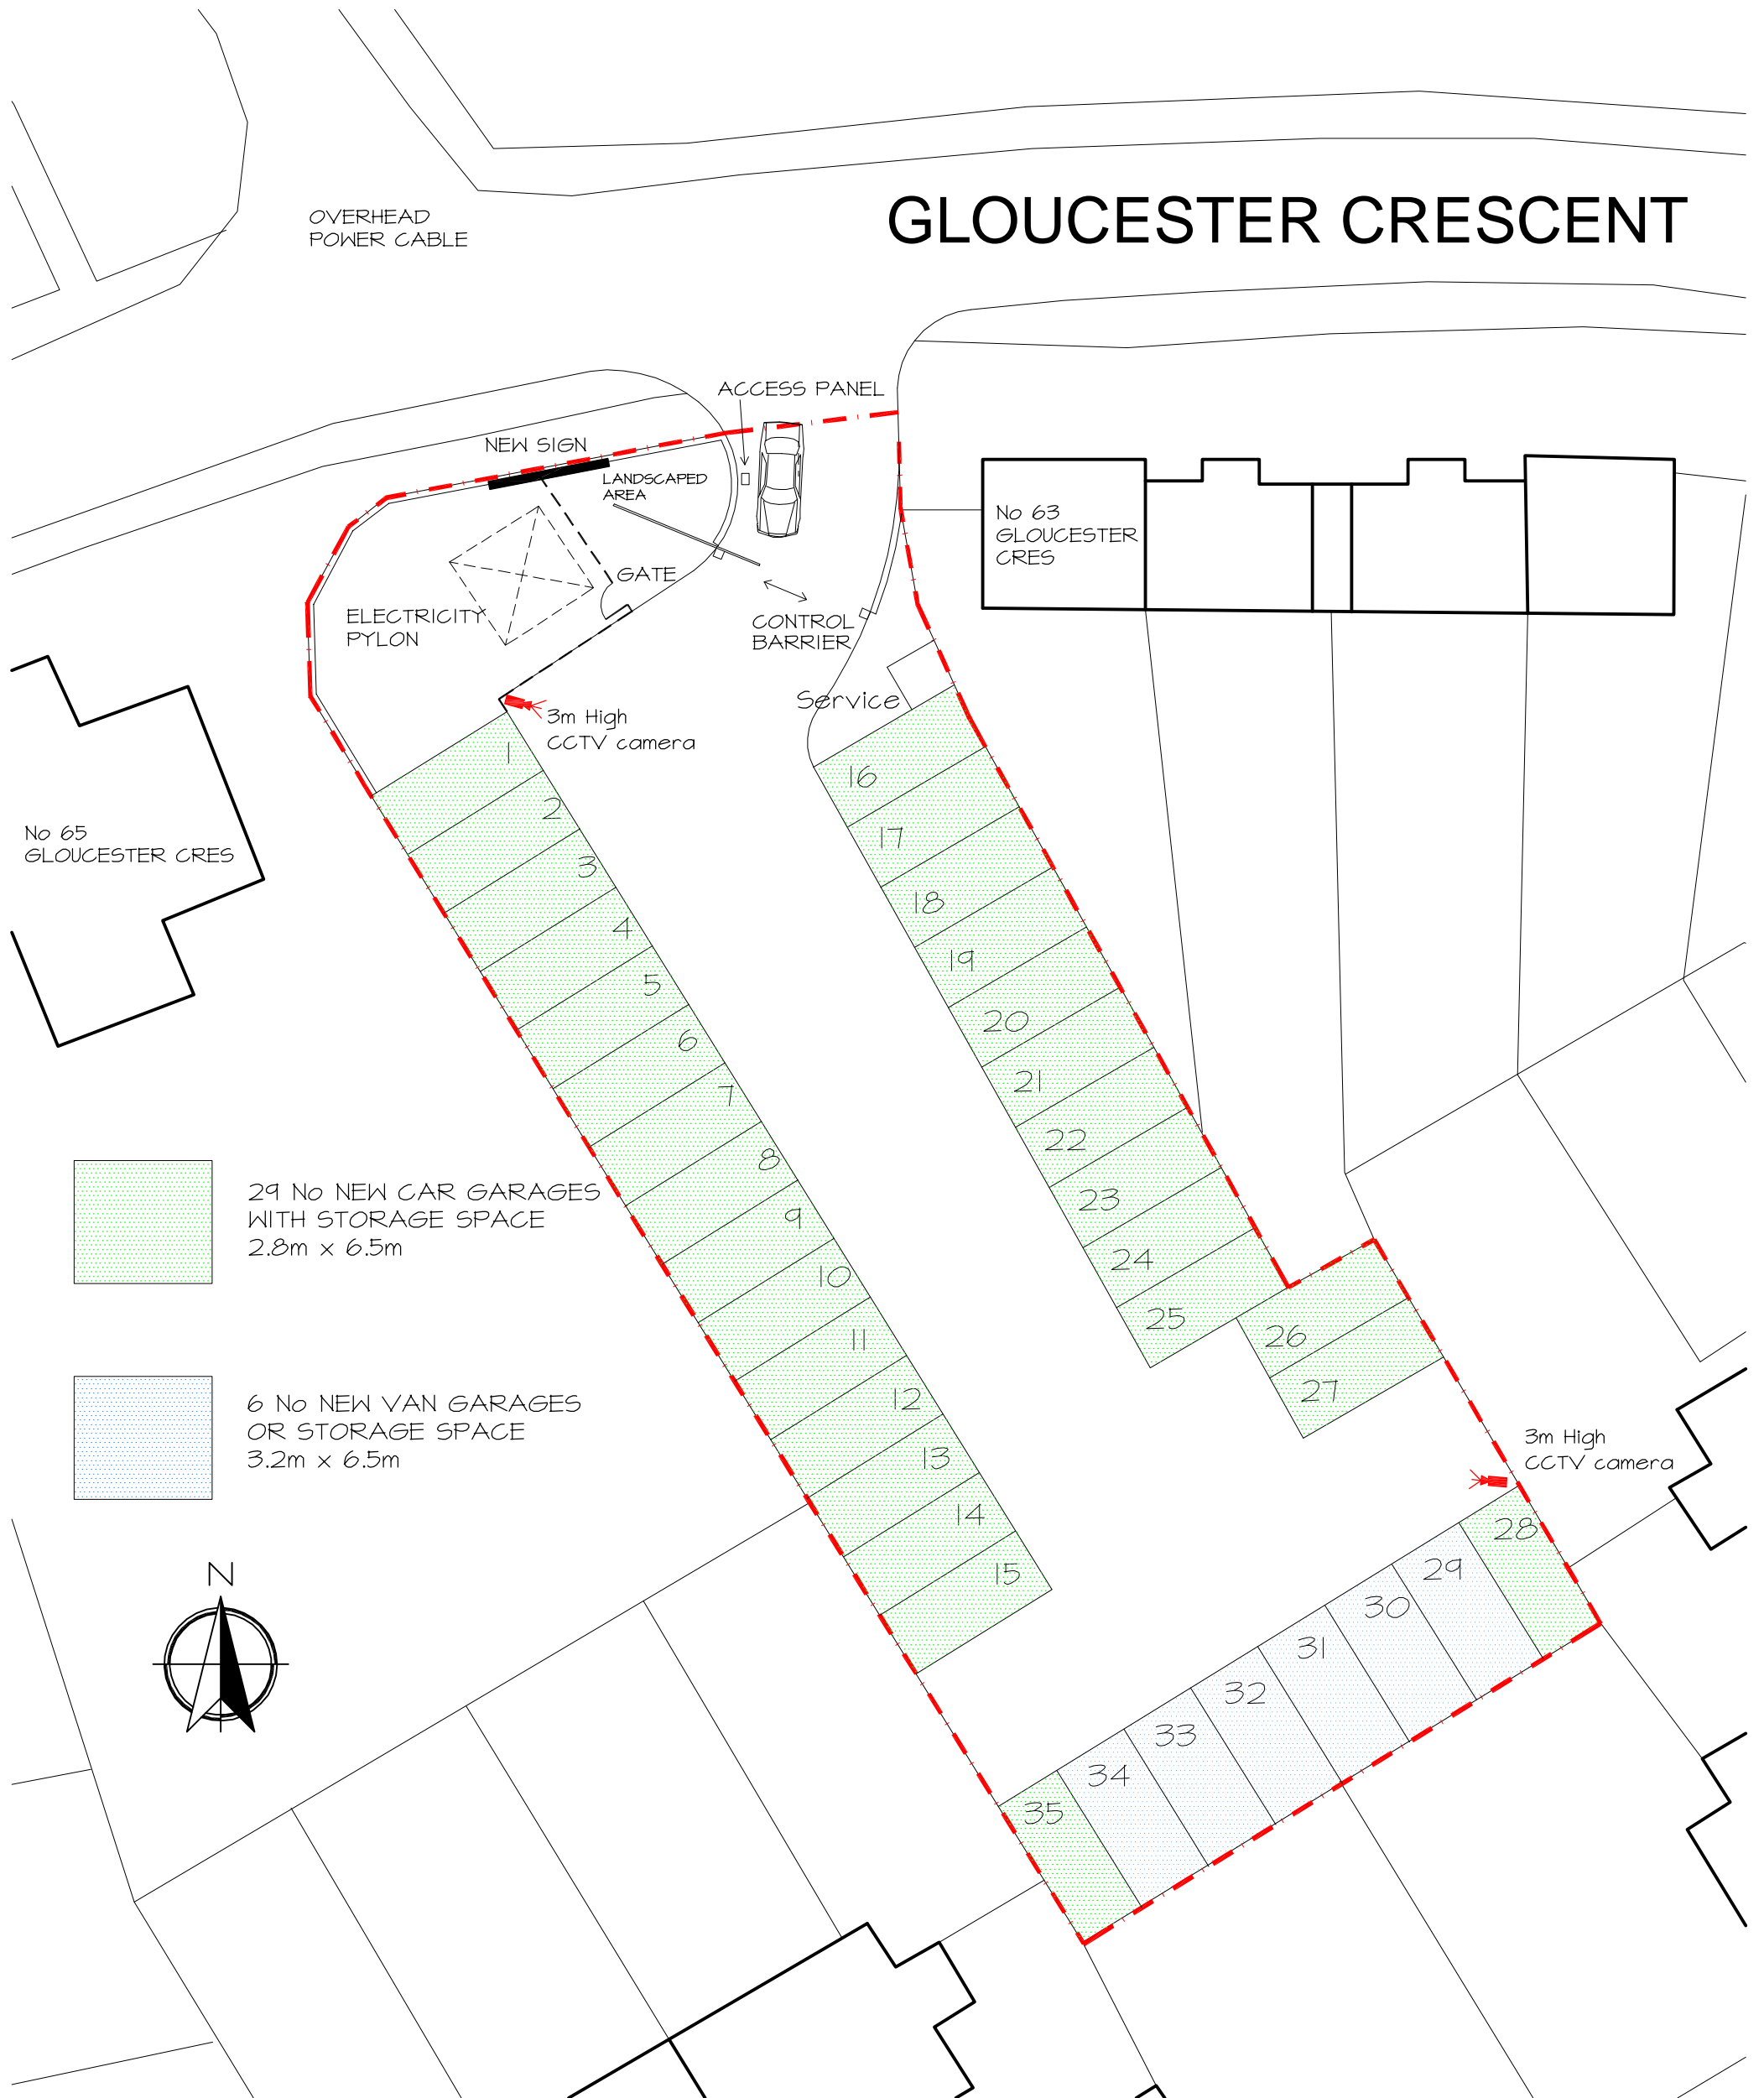 OVERHEAD
POWER CABLE
GLOUCESTER CRESCENT
ACCESS PANEL
NEW SIGN
LANDSCAPED
AREA
No 63
GLOUCESTER
CRES
GATE
ELECTRICITY
PYLON
CONTROL
BARRIER
Service
3m High
CCTV camera
No 65
GLOUCESTER CRES
1
2
3
4
5
6
7
8
9
10
11
12
13
14
15
16
17
18
19
20
21
22
23
24
25
26
27
29 No NEW CAR GARAGES
WITH STORAGE SPACE
2.8m x 6.5m
6 No NEW VAN GARAGES
OR STORAGE SPACE
3.2m x 6.5m
3m High
CCTV camera
28
29
30
31
32
33
34
35
N